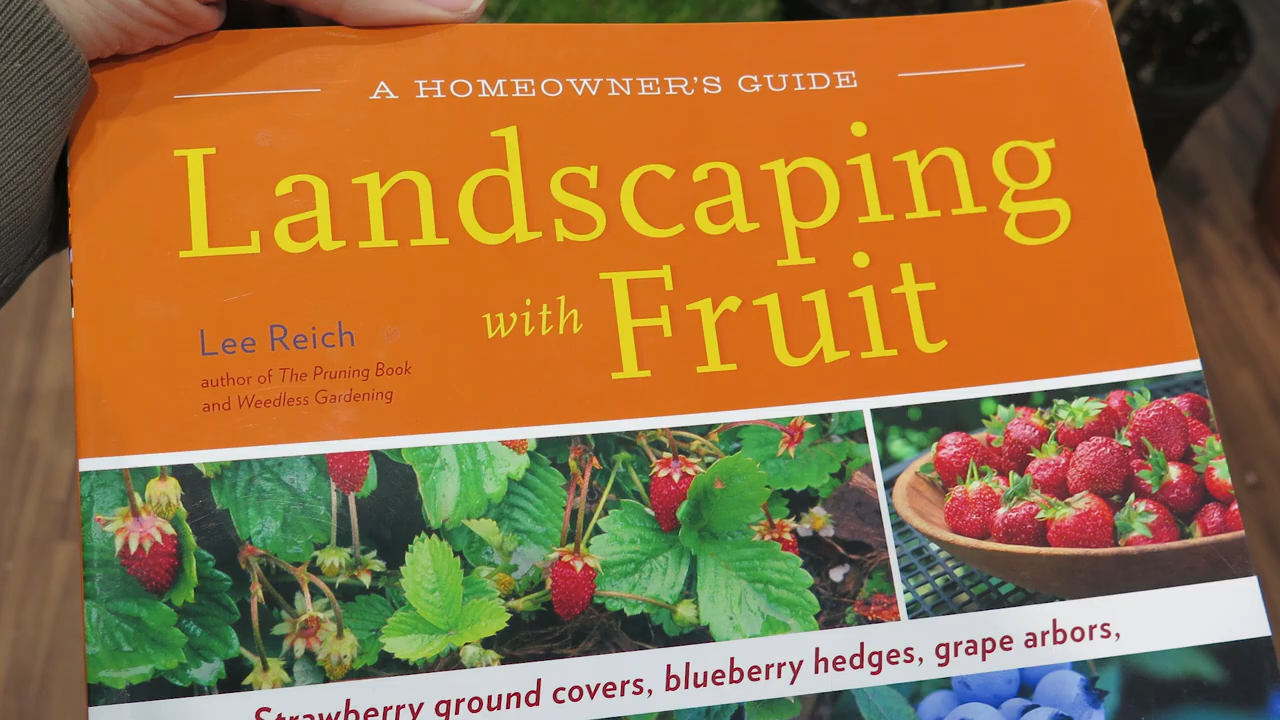 A HOMEOWNER'S GUIDE
Landscaping
with Fruit
Lee Reich
author of The Pruning Book
and Weedless Gardening
Strawberry ground covers, blueberry hedges, grape arbors,